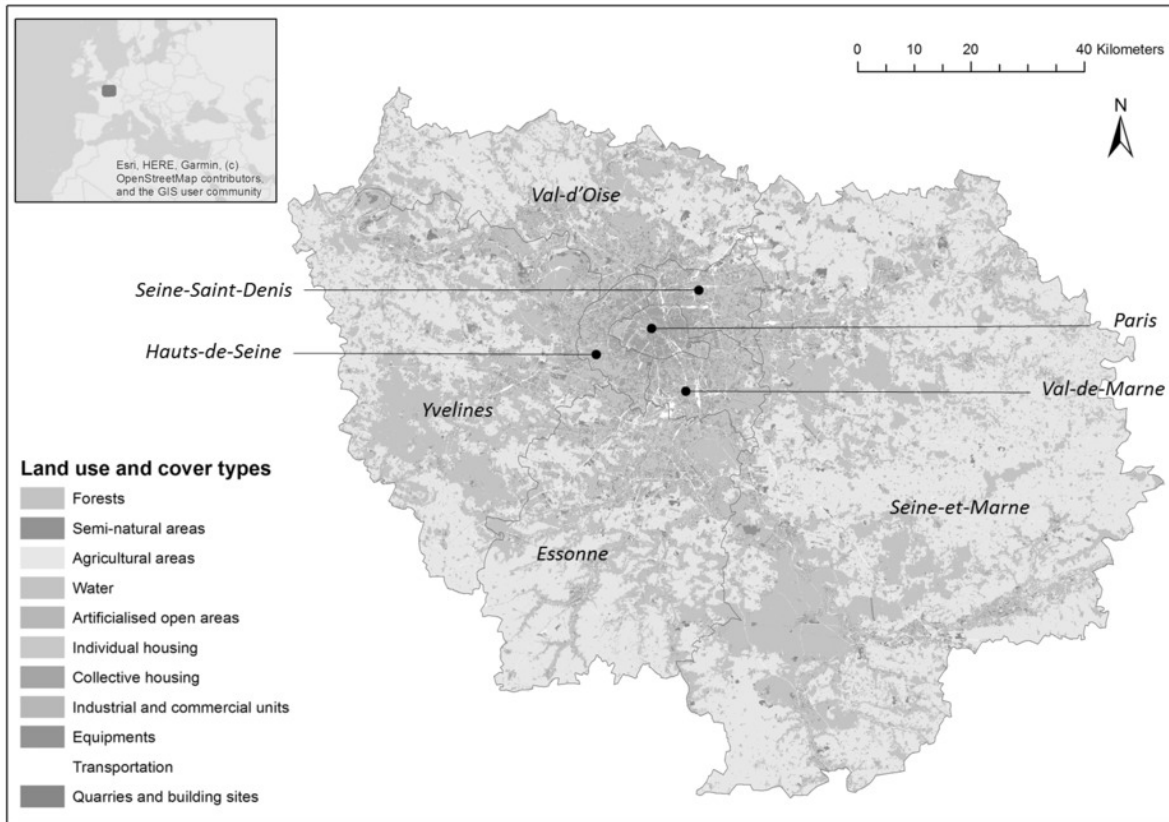 Esri, HERE, Garmin, (c)
OpenStreetMap contributors,
and the GIS user community
0 10 20 40 Kilometers
N
Val-d'Oise
Seine-Saint-Denis
Paris
Hauts-de-Seine
Val-de-Marne
Yvelines
Seine-et-Marne
Essonne
Land use and cover types
Forests
Semi-natural areas
Agricultural areas
Water
Artificialised open areas
Individual housing
Collective housing
Industrial and commercial units
Equipments
Transportation
Quarries and building sites